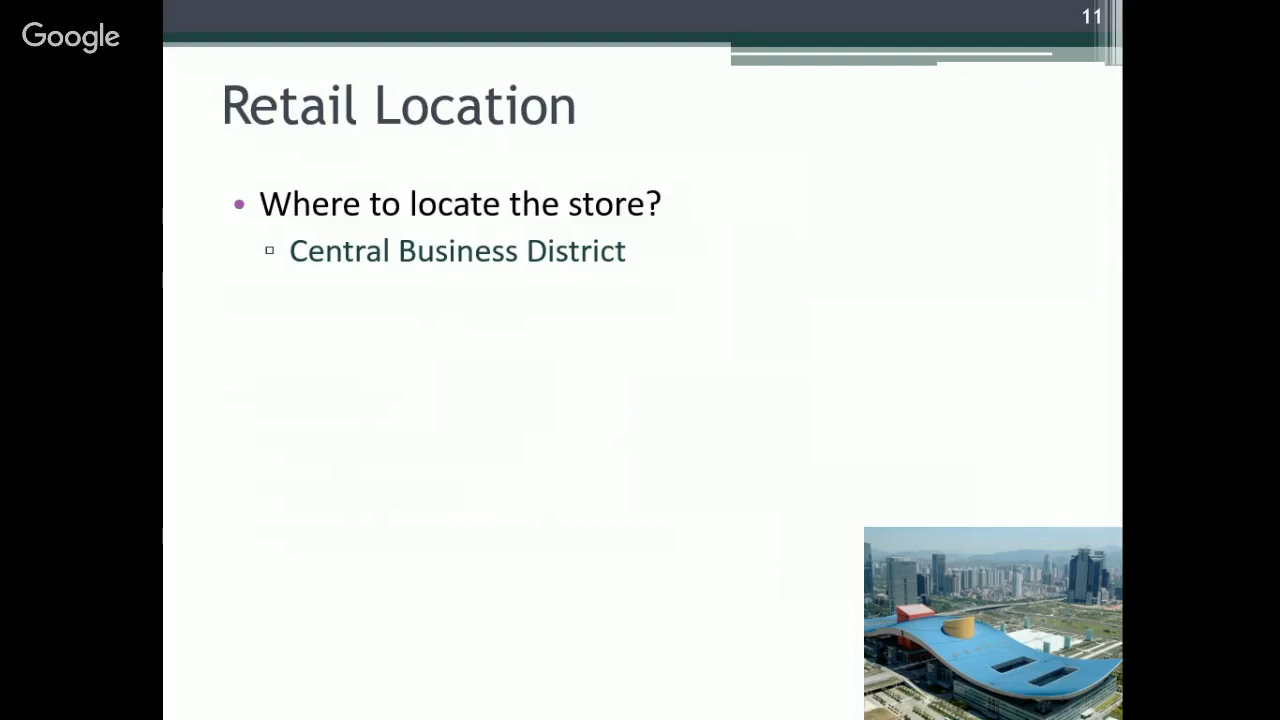 Google
11
Retail Location
Where to locate the store?
Central Business District